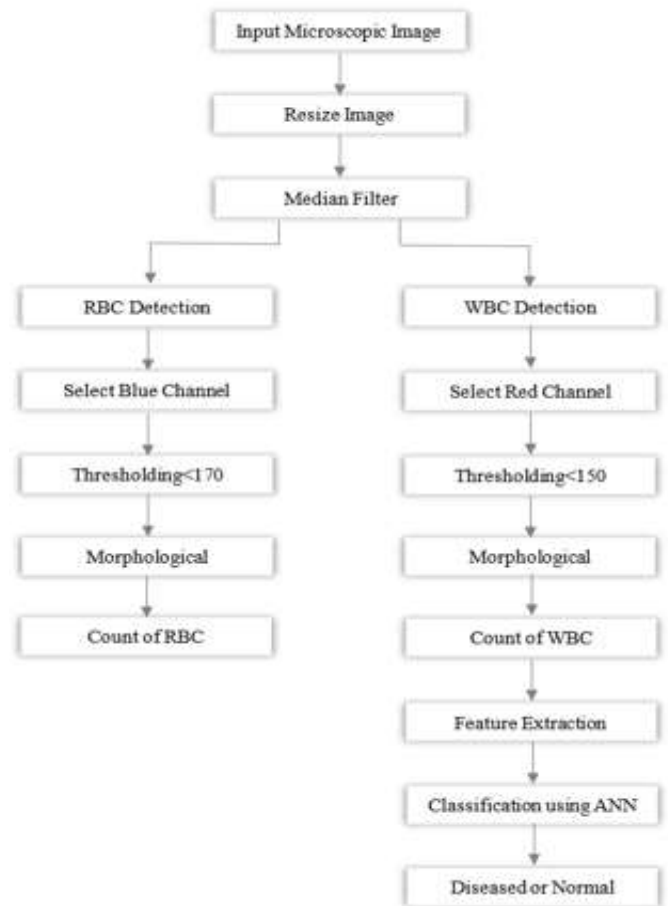 Input Microscopic Image
Resize Image
Median Filter
RBC Detection
Select Blue Channel
Thresholding<170
Morphological
Count of RBC
WBC Detection
Select Red Channel
Thresholding<150
Morphological
Count of WBC
Feature Extraction
Classification using ANN
Diseased or Normal